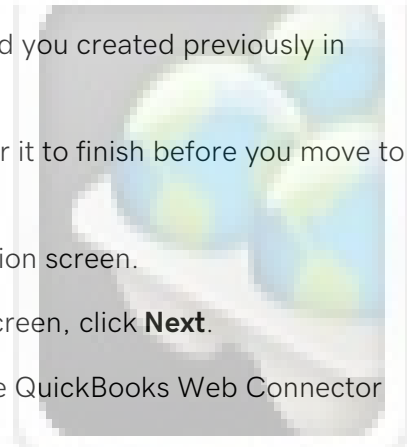 d you created previously in
r it to finish before you move to
ion screen.
creen, click Next.
e QuickBooks Web Connector